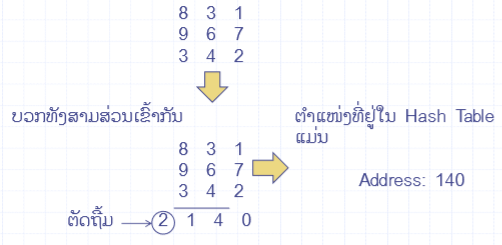 8 3 1
9 6 7
3 4 2
ບວກທັງສາມສ່ວນເຂົ້າກັນ
ຕຳແໜ່ງທີ່ຢູ່ໃນ Hash Table
ແມ່ນ
8 3 1
9 6 7
3 4 2
Address: 140
ຕັດຖິ້ມ 2 1 4 0